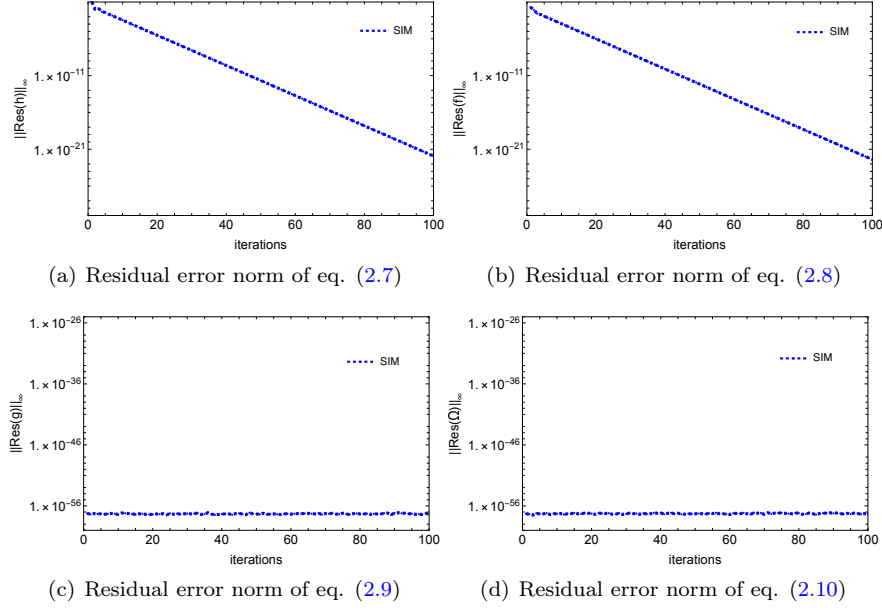 SIM
||Res(h)||∞
1. × 10^-11
1. × 10^-21
0 20 40 60 80 100
iterations
(a) Residual error norm of eq. (2.7)
SIM
||Res(f)||∞
1. × 10^-11
1. × 10^-21
0 20 40 60 80 100
iterations
(b) Residual error norm of eq. (2.8)
1. × 10^-26
SIM
||Res(g)||∞
1. × 10^-36
1. × 10^-46
1. × 10^-56
0 20 40 60 80 100
iterations
(c) Residual error norm of eq. (2.9)
1. × 10^-26
SIM
||Res(Ω)||∞
1. × 10^-36
1. × 10^-46
1. × 10^-56
0 20 40 60 80 100
iterations
(d) Residual error norm of eq. (2.10)